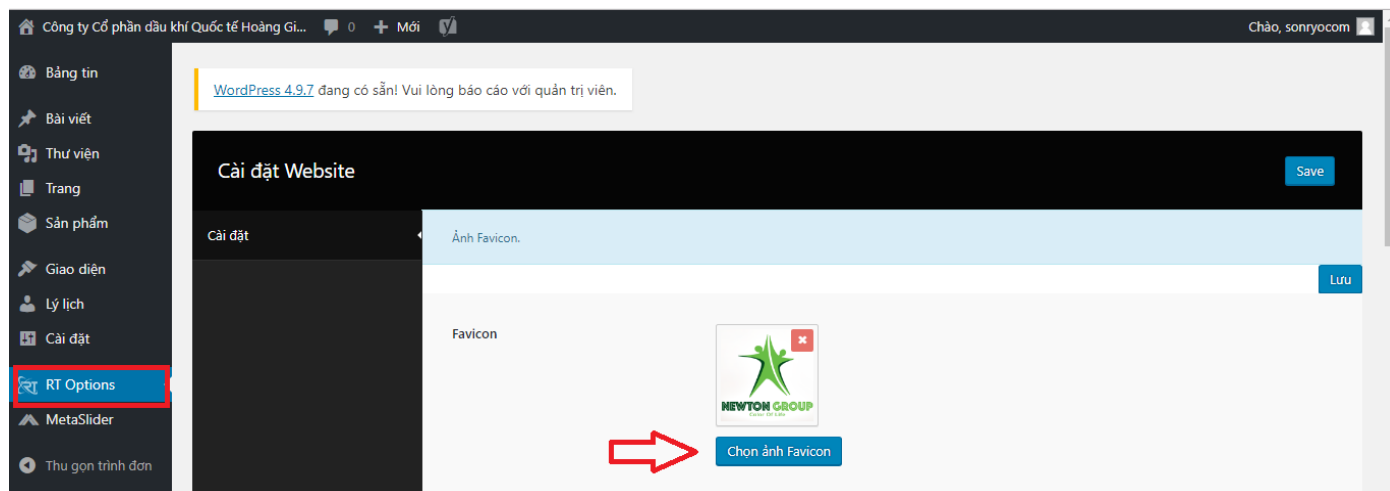 Công ty Cổ phần dầu khí Quốc tế Hoàng Gi... 0 + Mới
Chào, sonryocom
Bảng tin
Bài viết
Thư viện
Trang
Sản phẩm
Giao diện
Lý lịch
Cài đặt
RT Options
MetaSlider
Thu gọn trình đơn
WordPress 4.9.7 đang có sẵn! Vui lòng báo cáo với quản trị viên.
Cài đặt Website
Save
Cài đặt
Ảnh Favicon.
Lưu
Favicon
NEWTON GROUP
Chọn ảnh Favicon